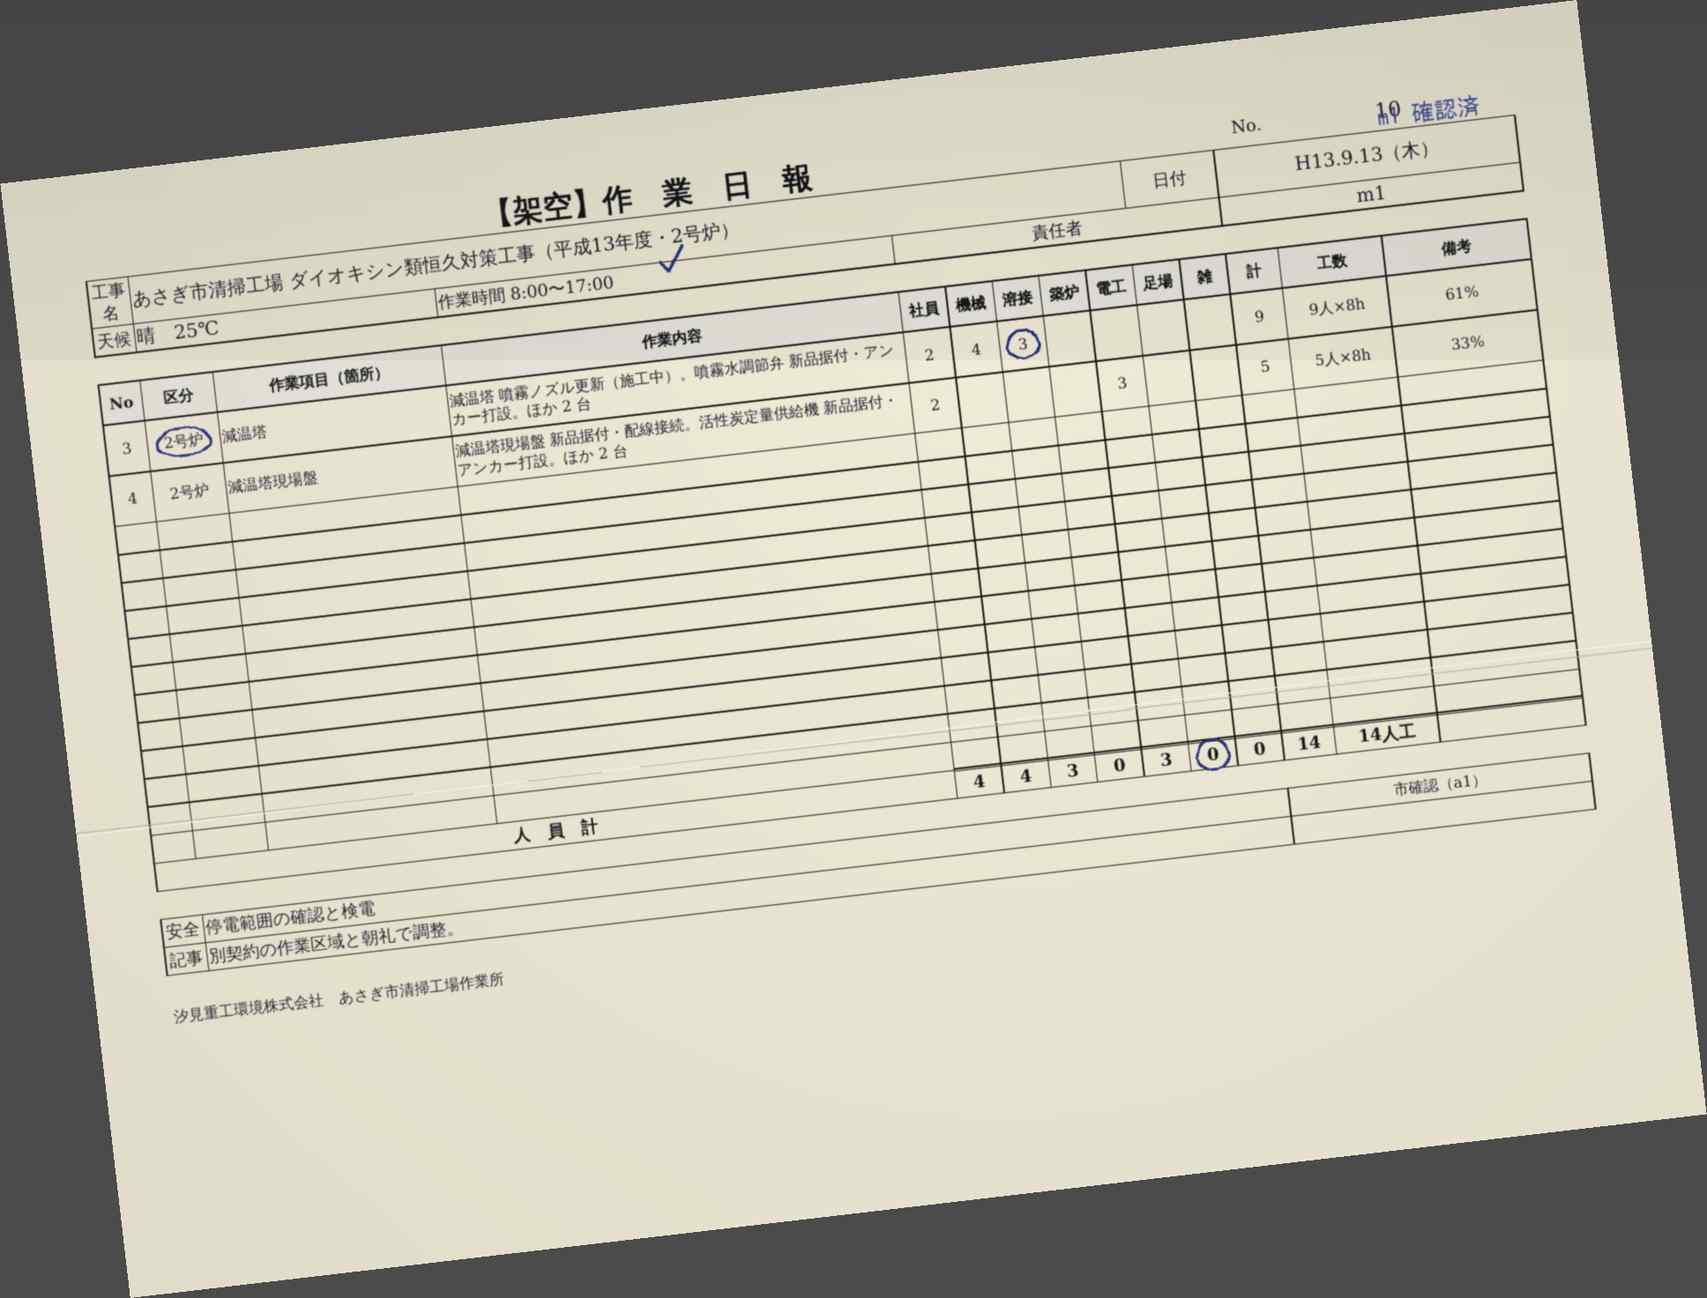 No. 10
m1 確認済
【架空】作 業 日 報
工事名 あさぎ市清掃工場 ダイオキシン類恒久対策工事（平成13年度・2号炉） 日付 H13.9.13（木）
天候 晴 25℃ 作業時間 8:00〜17:00 責任者 m1
No 区分 作業項目（箇所） 作業内容 社員 機械 溶接 築炉 電工 足場 雑 計 工数 備考
3 2号炉 減温塔 減温塔 噴霧ノズル更新（施工中）。噴霧水調節弁 新品据付・アン 2 4 3 9 9人×8h 61%
カー打設。ほか 2 台
4 2号炉 減温塔現場盤 減温塔現場盤 新品据付・配線接続。活性炭定量供給機 新品据付・ 2 3 5 5人×8h 33%
アンカー打設。ほか 2 台
人 員 計 4 4 3 0 3 0 0 14 14人工
安全 停電範囲の確認と検電 市確認（a1）
記事 別契約の作業区域と朝礼で調整。
汐見重工環境株式会社 あさぎ市清掃工場作業所